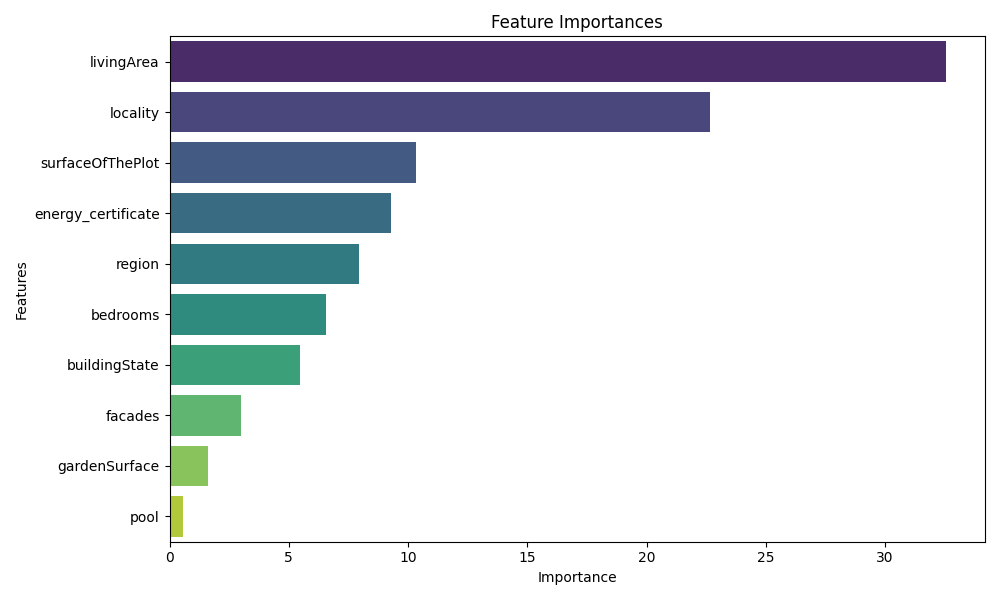 Feature Importances
livingArea
locality
surfaceOfThePlot
energy_certificate
region
bedrooms
buildingState
facades
gardenSurface
pool
Features
0 5 10 15 20 25 30
Importance